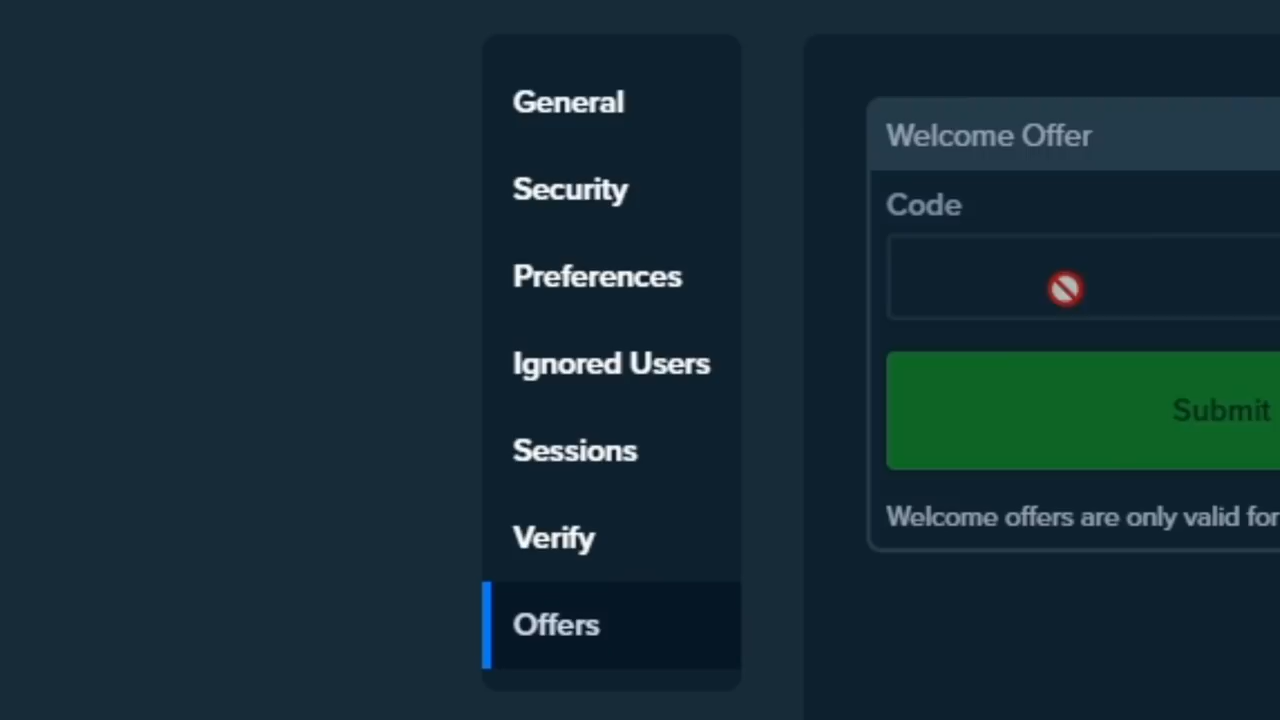 General
Security
Preferences
Ignored Users
Sessions
Verify
Offers
Welcome Offer
Code
Submit
Welcome offers are only valid for